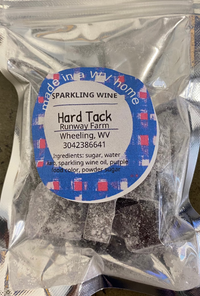 made in a WV home
SPARKLING WINE
Hard Tack
Runway Farm
Wheeling, WV
3042386641
Ingredients: sugar, water
sparkling wine oil, purple
food color, powder sugar